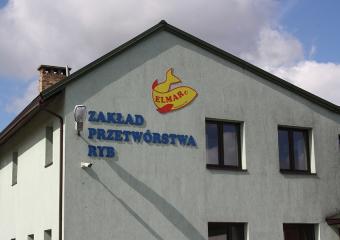 ELMAR c
ZAKŁAD
PRZETWÓRSTWA
RYB